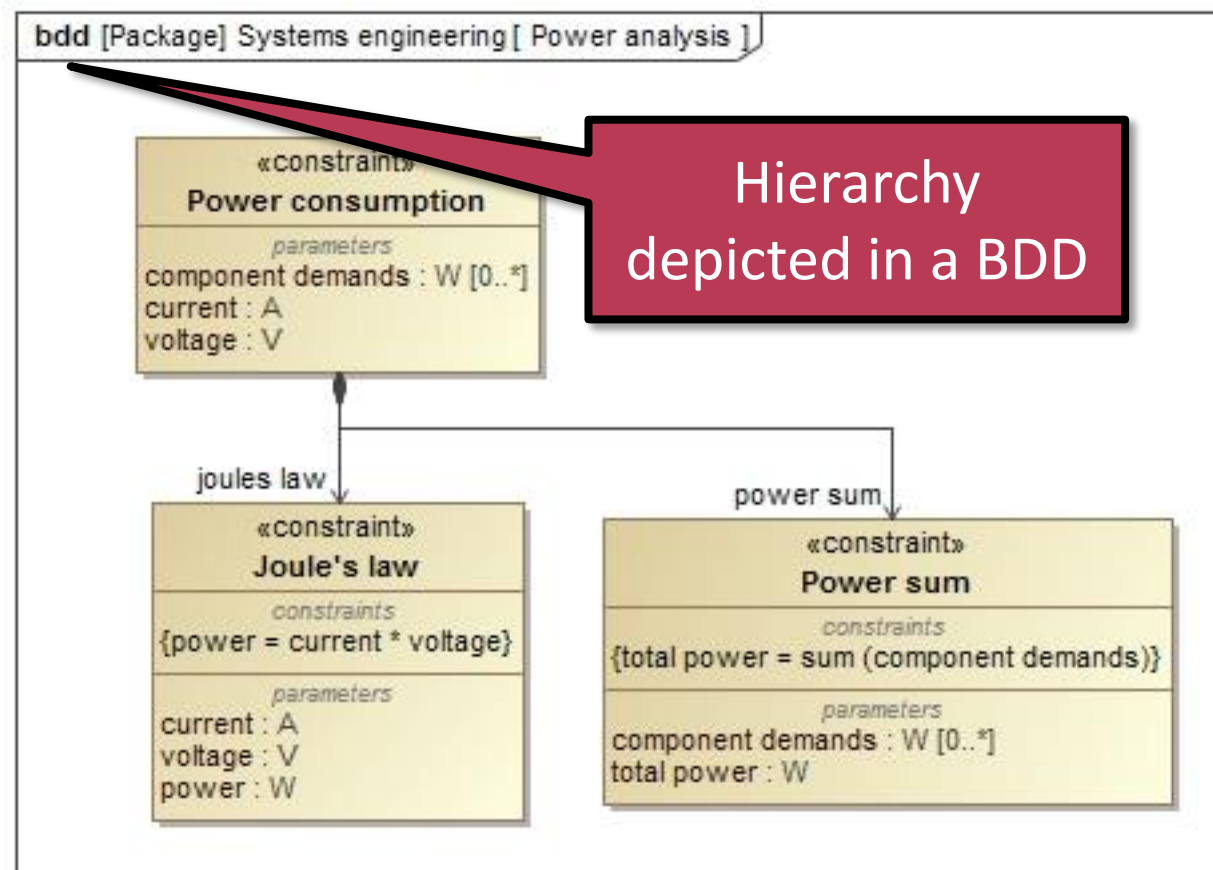 bdd [Package] Systems engineering [ Power analysis ]
Hierarchy
depicted in a BDD
«constraint»
Power consumption
parameters
component demands : W [0..*]
current : A
voltage : V
joules law
power sum
«constraint»
Joule's law
constraints
{power = current * voltage}
parameters
current : A
voltage : V
power : W
«constraint»
Power sum
constraints
{total power = sum (component demands)}
parameters
component demands : W [0..*]
total power : W